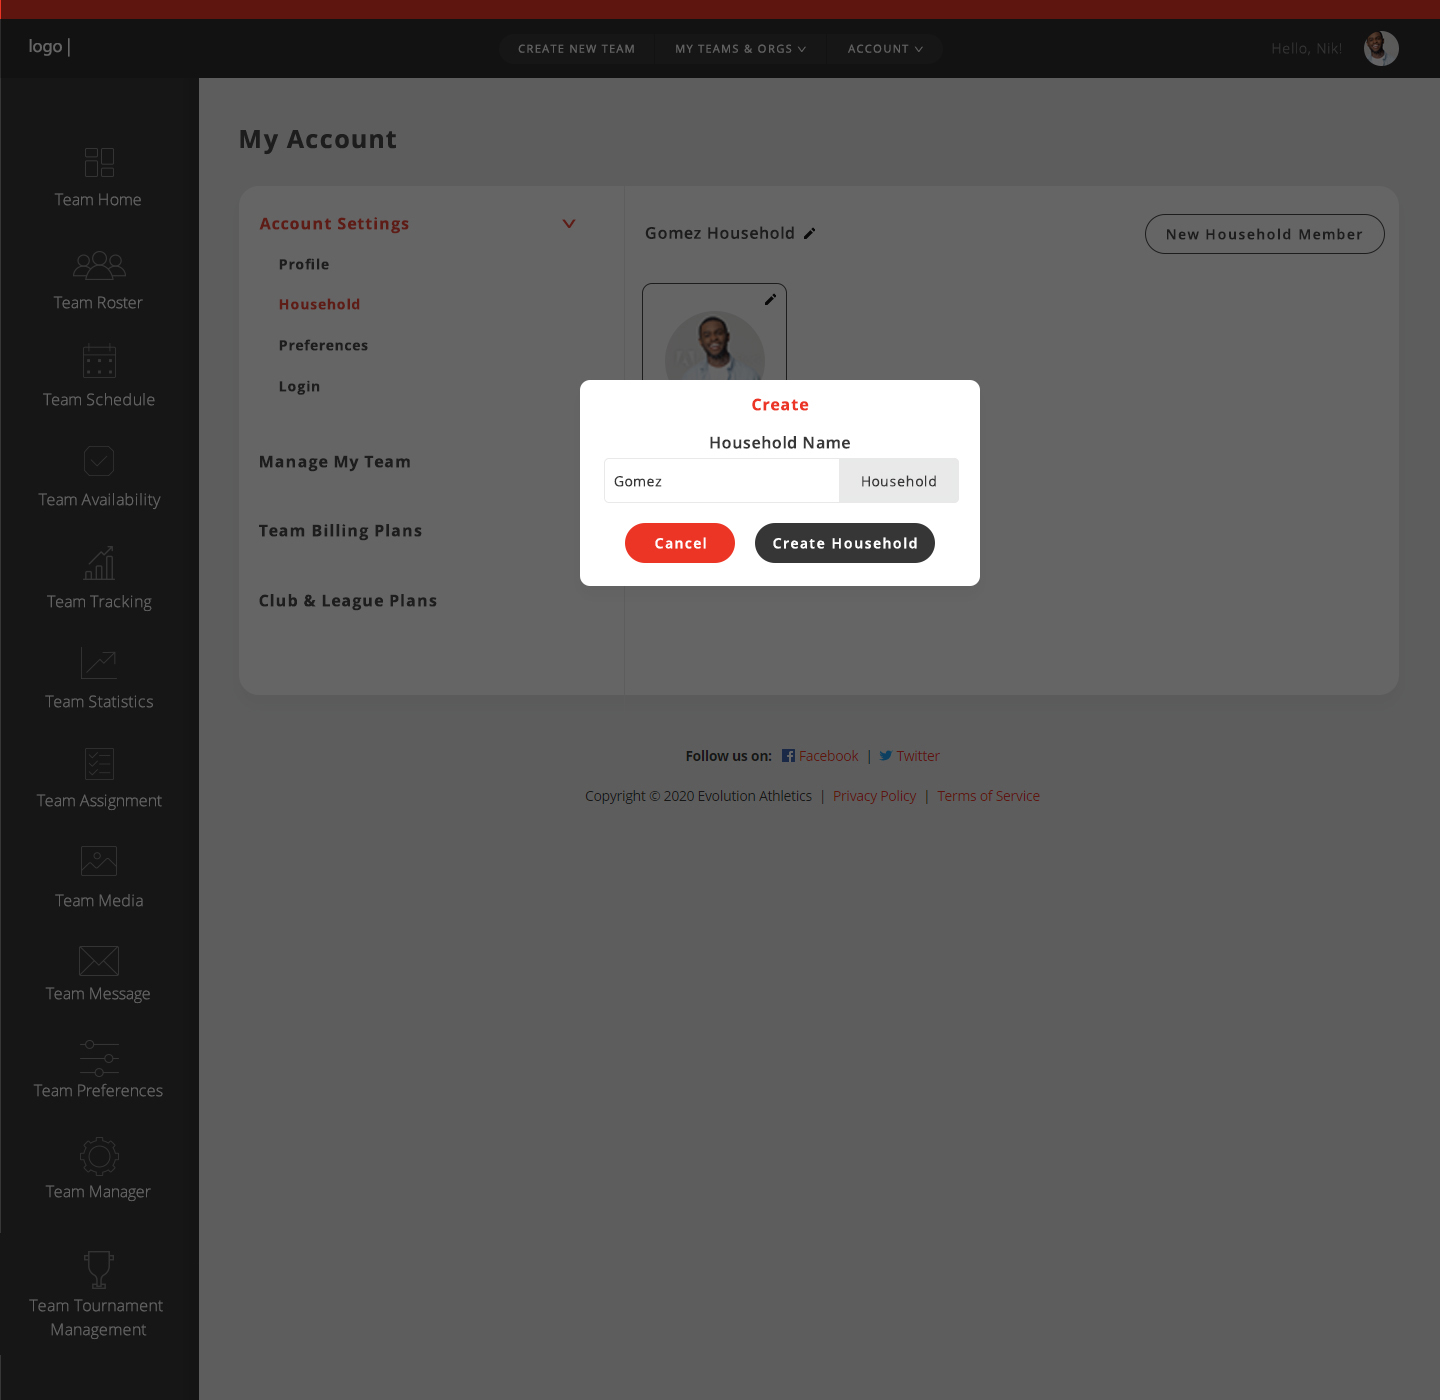 logo |
CREATE NEW TEAM
MY TEAMS & ORGS
ACCOUNT
Hello, Nik!
Team Home
Team Roster
Team Schedule
Team Availability
Team Tracking
Team Statistics
Team Assignment
Team Media
Team Message
Team Preferences
Team Manager
Team Tournament
Management
My Account
Account Settings
Profile
Household
Preferences
Login
Manage My Team
Team Billing Plans
Club & League Plans
Gomez Household
New Household Member
Create
Household Name
Gomez
Household
Cancel
Create Household
Follow us on: Facebook | Twitter
Copyright © 2020 Evolution Athletics | Privacy Policy | Terms of Service